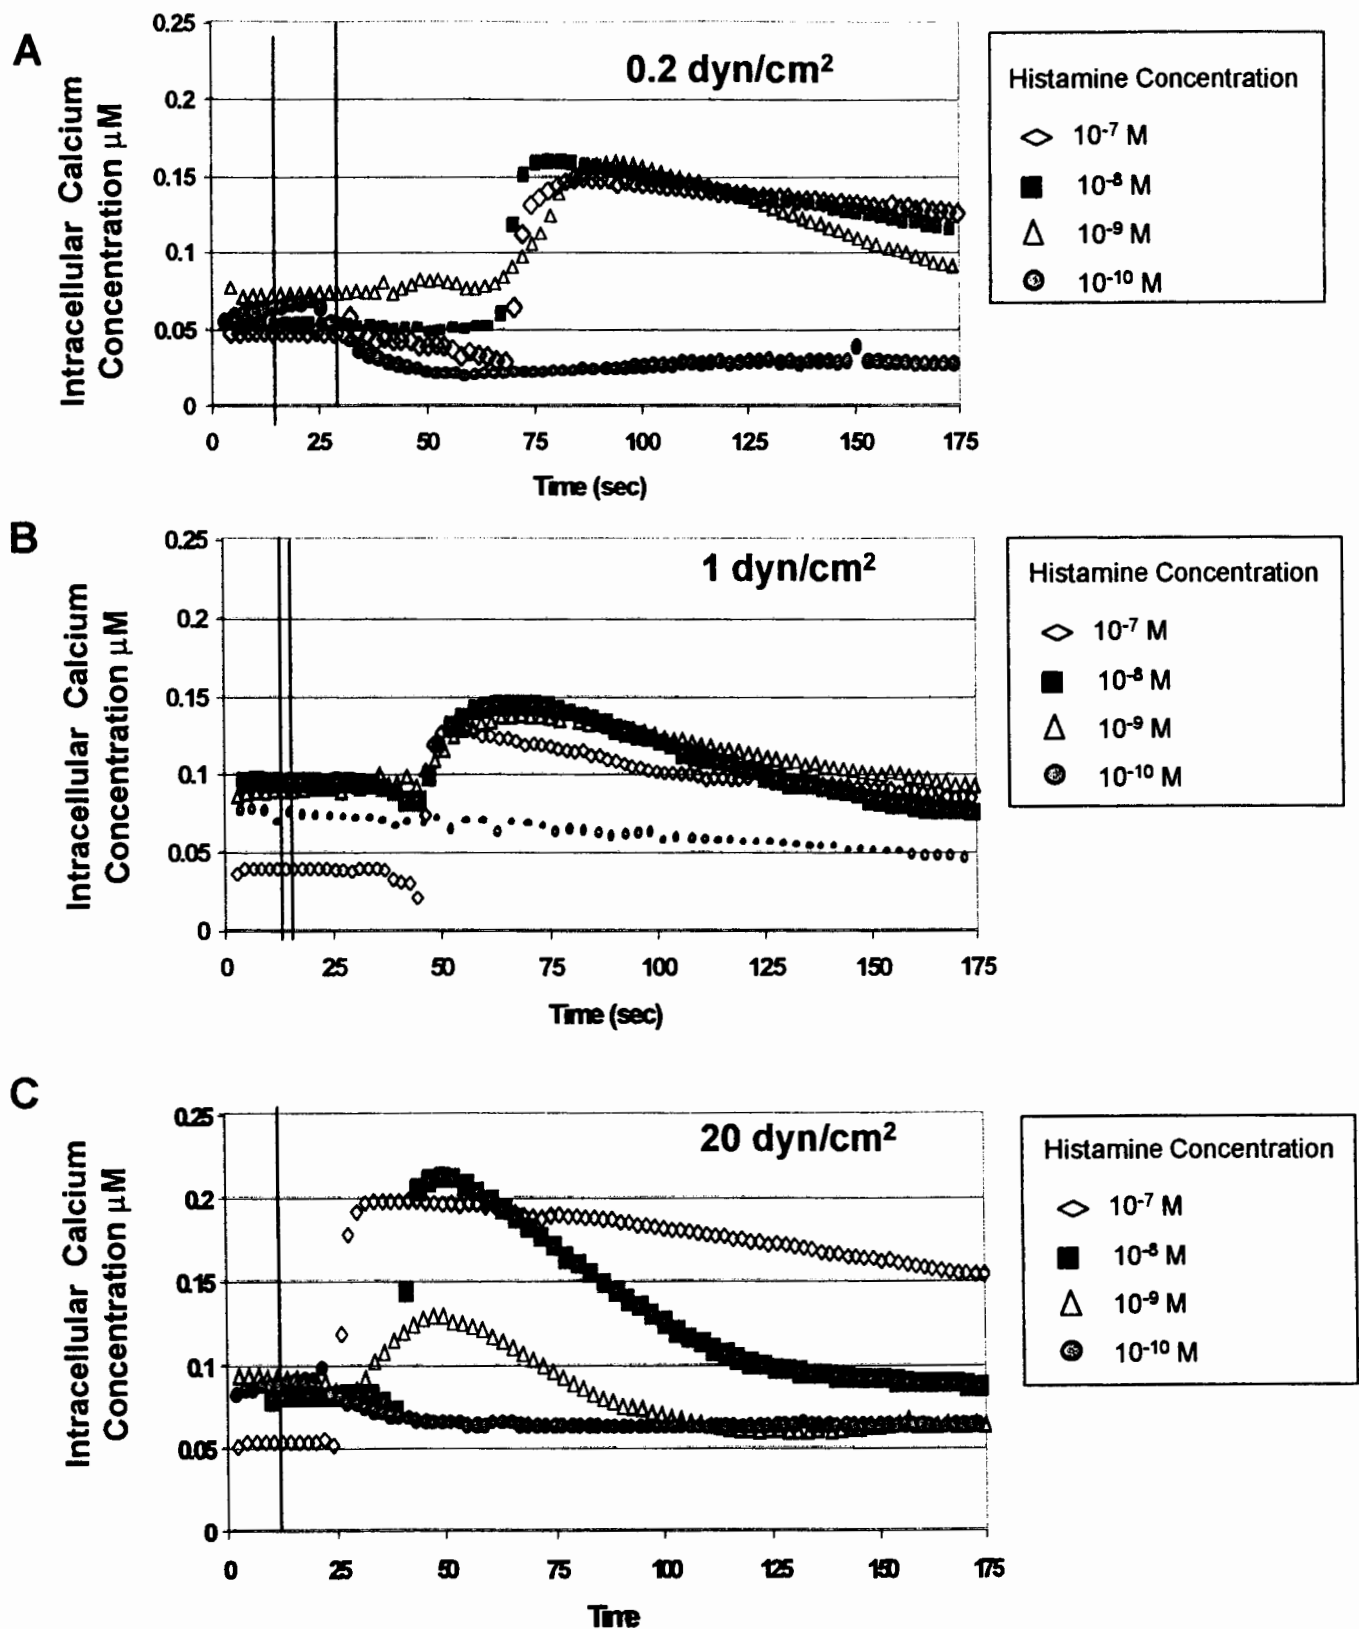 A
0.2 dyn/cm²
Intracellular Calcium
Concentration μM
0.25
0.2
0.15
0.1
0.05
0
0 25 50 75 100 125 150 175
Time (sec)
Histamine Concentration
10⁻⁷ M
10⁻⁸ M
10⁻⁹ M
10⁻¹⁰ M
B
1 dyn/cm²
Intracellular Calcium
Concentration μM
0.25
0.2
0.15
0.1
0.05
0
0 25 50 75 100 125 150 175
Time (sec)
Histamine Concentration
10⁻⁷ M
10⁻⁸ M
10⁻⁹ M
10⁻¹⁰ M
C
20 dyn/cm²
Intracellular Calcium
Concentration μM
0.25
0.2
0.15
0.1
0.05
0
0 25 50 75 100 125 150 175
Time
Histamine Concentration
10⁻⁷ M
10⁻⁸ M
10⁻⁹ M
10⁻¹⁰ M